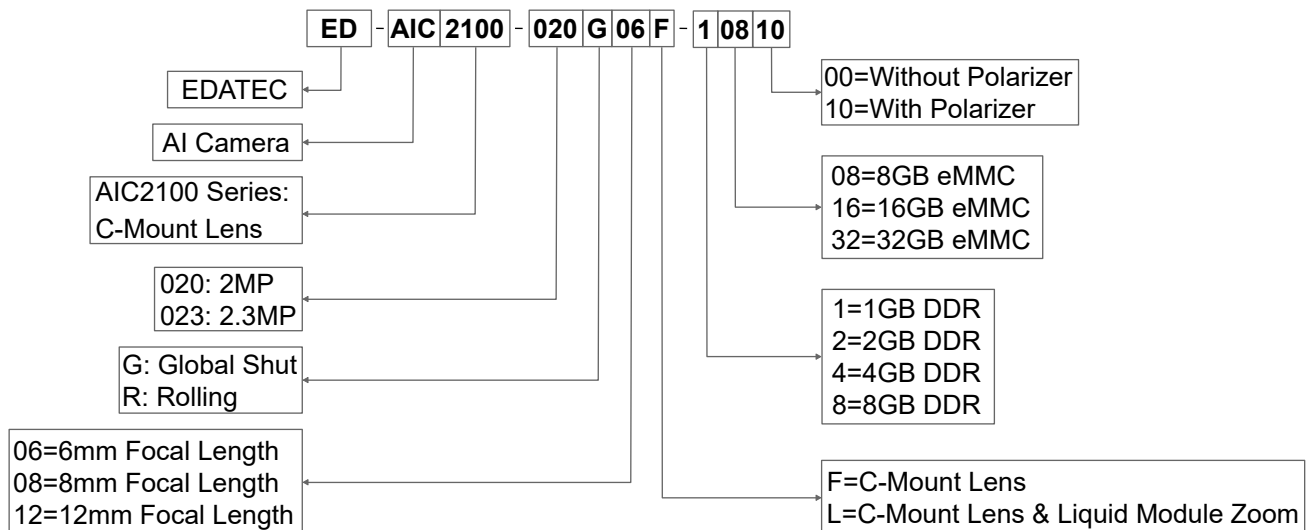 ED - AIC 2100 - 020 G 06 F - 1 08 10
EDATEC
AI Camera
AIC2100 Series:
C-Mount Lens
020: 2MP
023: 2.3MP
G: Global Shut
R: Rolling
06=6mm Focal Length
08=8mm Focal Length
12=12mm Focal Length
00=Without Polarizer
10=With Polarizer
08=8GB eMMC
16=16GB eMMC
32=32GB eMMC
1=1GB DDR
2=2GB DDR
4=4GB DDR
8=8GB DDR
F=C-Mount Lens
L=C-Mount Lens & Liquid Module Zoom